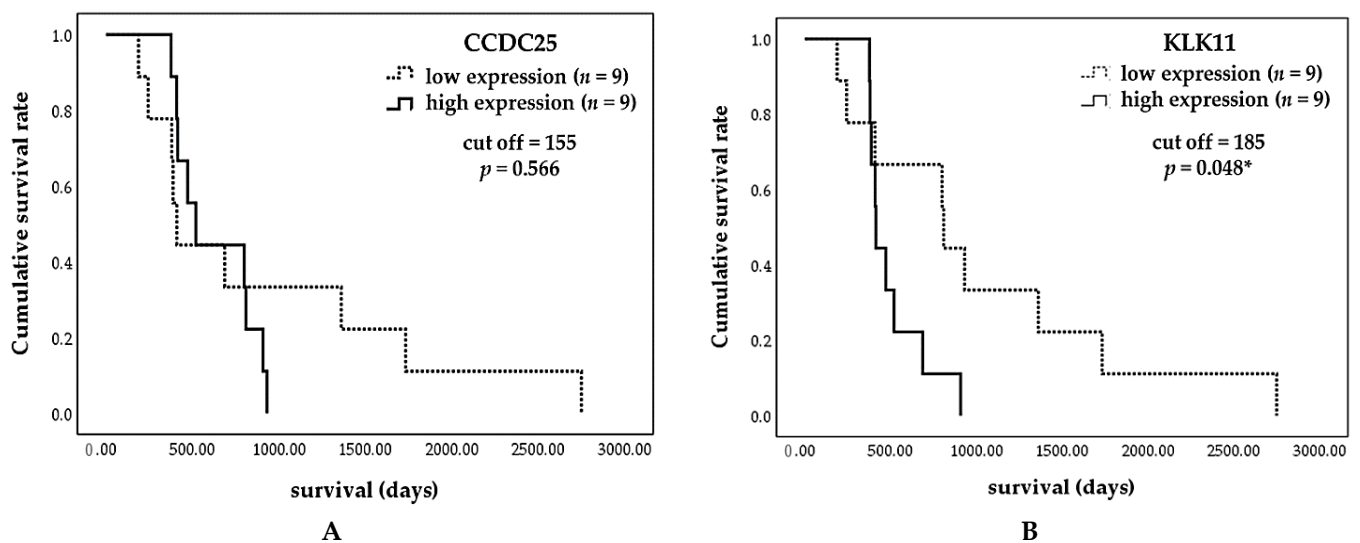 CCDC25
low expression (n = 9)
high expression (n = 9)
cut off = 155
p = 0.566
Cumulative survival rate
1.0
0.8
0.6
0.4
0.2
0.0
0.00 500.00 1000.00 1500.00 2000.00 2500.00 3000.00
survival (days)
A
KLK11
low expression (n = 9)
high expression (n = 9)
cut off = 185
p = 0.048*
Cumulative survival rate
1.0
0.8
0.6
0.4
0.2
0.0
0.00 500.00 1000.00 1500.00 2000.00 2500.00 3000.00
survival (days)
B